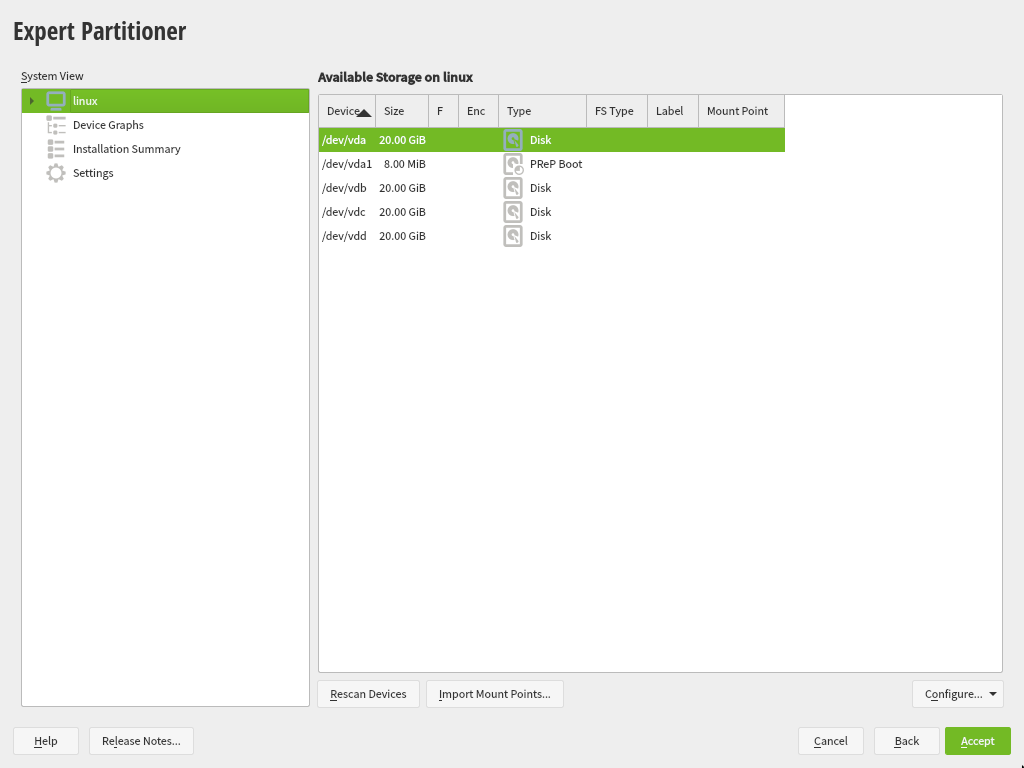 Expert Partitioner
System View
linux
Device Graphs
Installation Summary
Settings
Available Storage on linux
Device Size F Enc Type FS Type Label Mount Point
/dev/vda 20.00 GiB Disk
/dev/vda1 8.00 MiB PReP Boot
/dev/vdb 20.00 GiB Disk
/dev/vdc 20.00 GiB Disk
/dev/vdd 20.00 GiB Disk
Rescan Devices Import Mount Points... Configure...
Help Release Notes... Cancel Back Accept